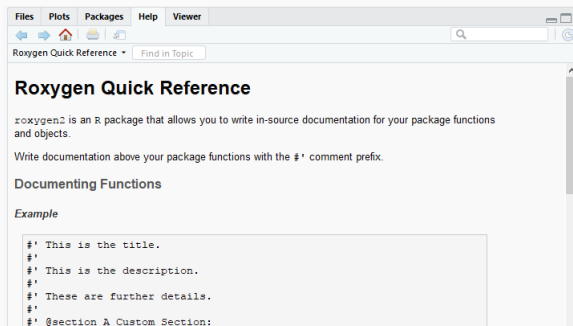 Files Plots Packages Help Viewer
Roxygen Quick Reference Find in Topic
Roxygen Quick Reference
roxygen2 is an R package that allows you to write in-source documentation for your package functions
and objects.
Write documentation above your package functions with the #' comment prefix.
Documenting Functions
Example
#' This is the title.
#'
#' This is the description.
#'
#' These are further details.
#'
#' @section A Custom Section: